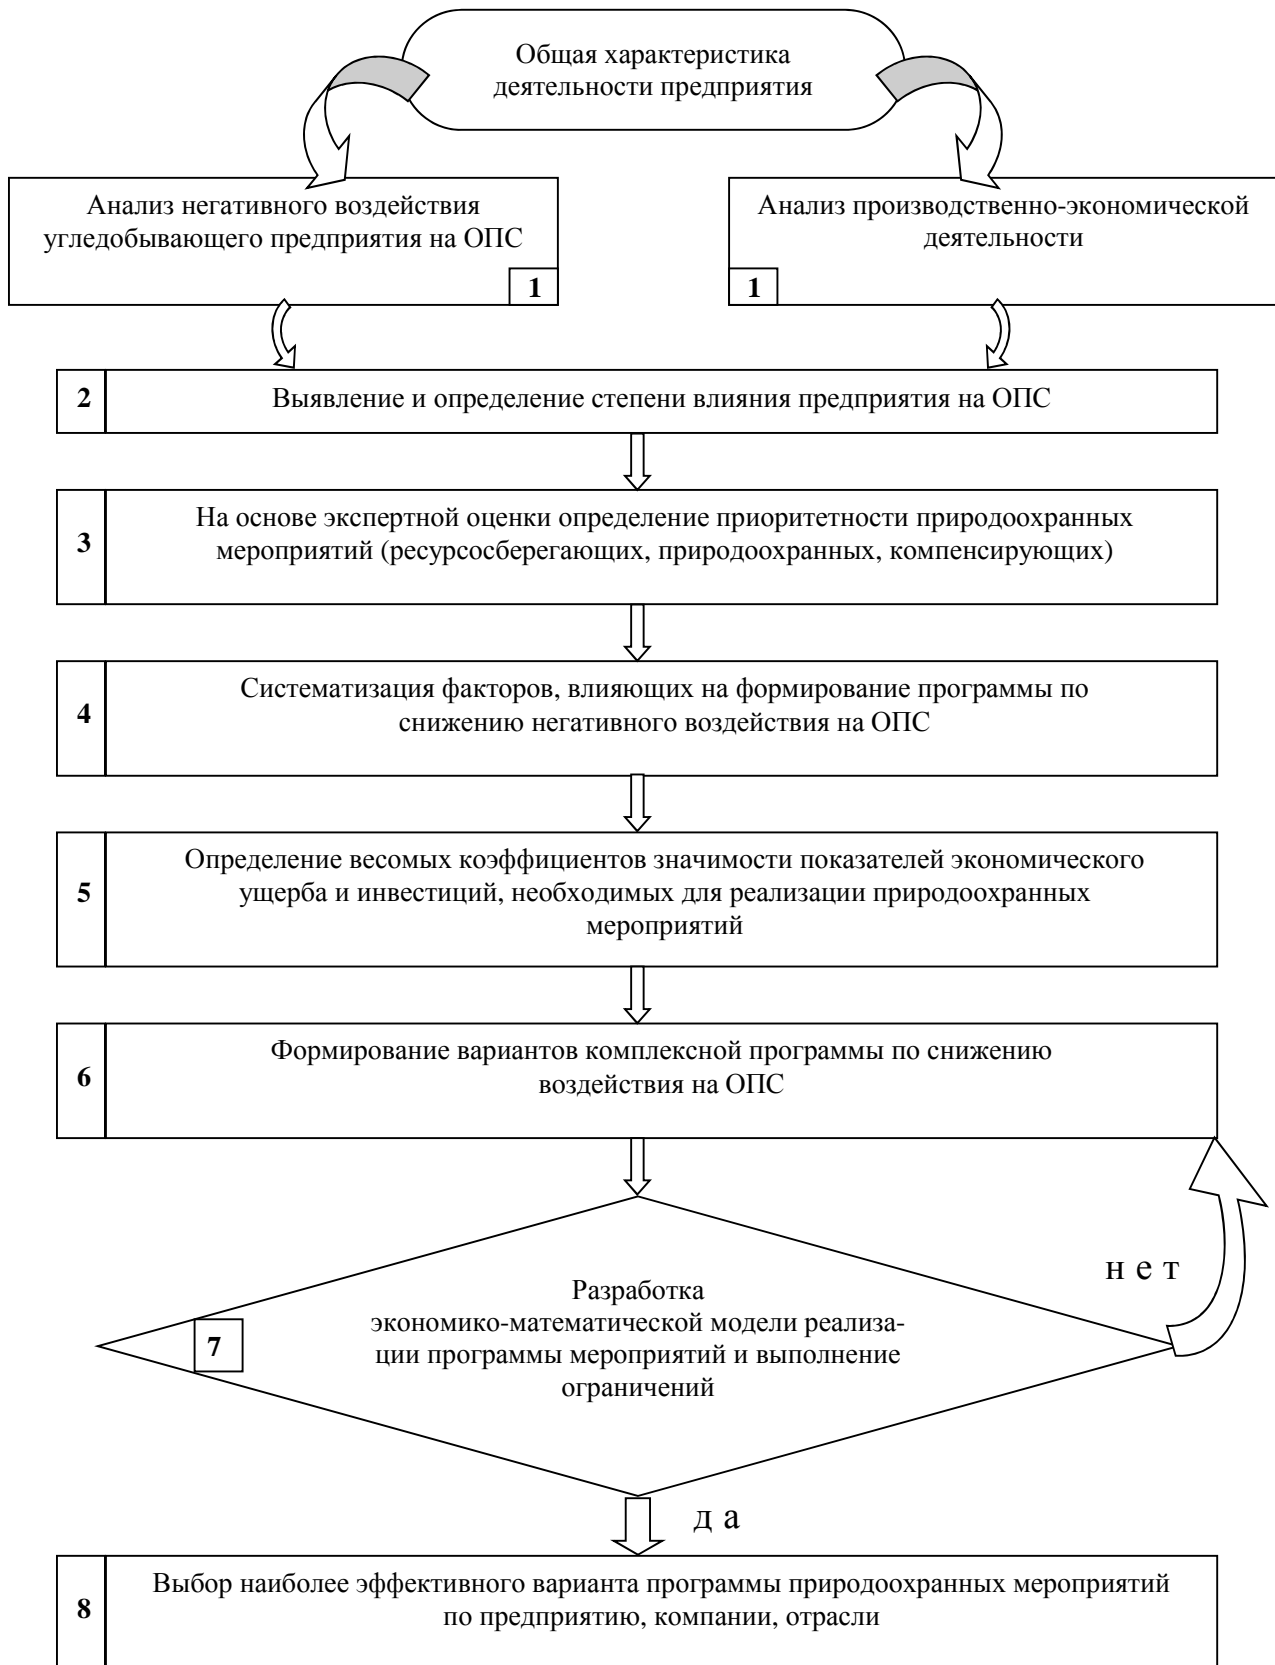 Общая характеристика
деятельности предприятия
Анализ негативного воздействия
угледобывающего предприятия на ОПС
1
Анализ производственно-экономической
деятельности
1
2
Выявление и определение степени влияния предприятия на ОПС
3
На основе экспертной оценки определение приоритетности природоохранных
мероприятий (ресурсосберегающих, природоохранных, компенсирующих)
4
Систематизация факторов, влияющих на формирование программы по
снижению негативного воздействия на ОПС
5
Определение весомых коэффициентов значимости показателей экономического
ущерба и инвестиций, необходимых для реализации природоохранных
мероприятий
6
Формирование вариантов комплексной программы по снижению
воздействия на ОПС
нет
Разработка
экономико-математической модели реализа-
ции программы мероприятий и выполнение
ограничений
7
да
8
Выбор наиболее эффективного варианта программы природоохранных мероприятий
по предприятию, компании, отрасли